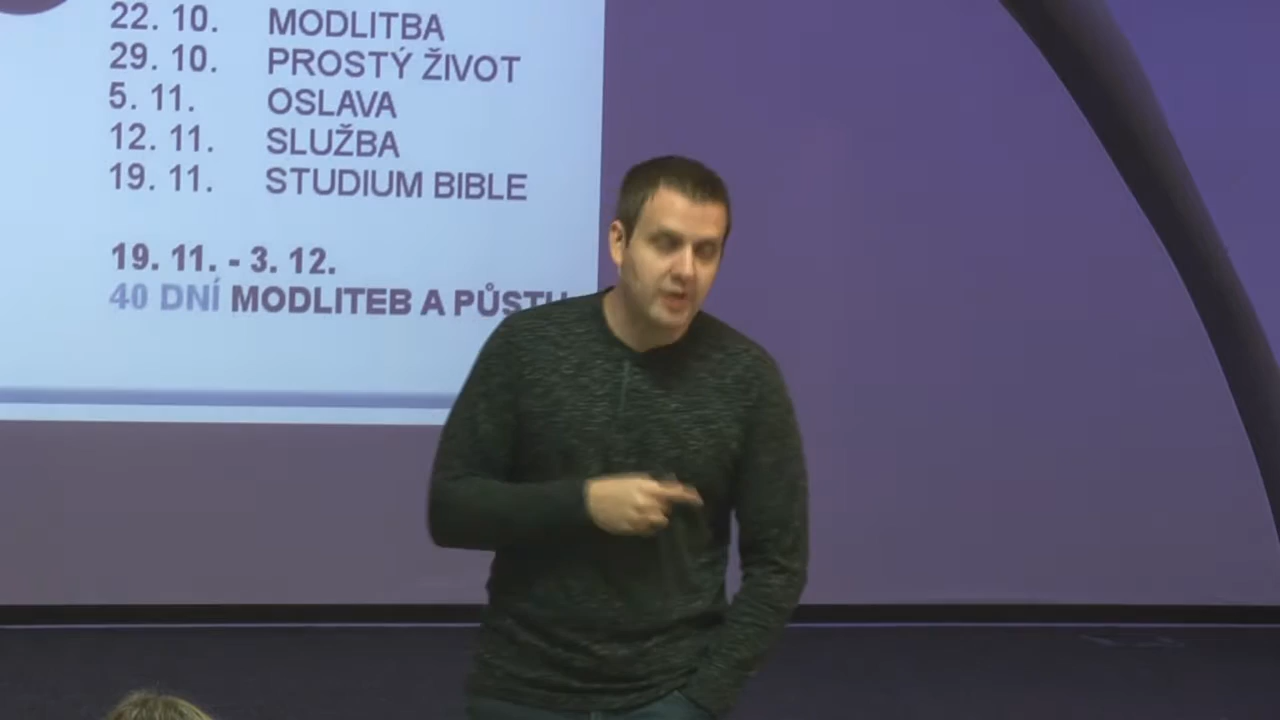 22. 10. MODLITBA
29. 10. PROSTÝ ŽIVOT
5. 11. OSLAVA
12. 11. SLUŽBA
19. 11. STUDIUM BIBLE
19. 11. - 3. 12.
40 DNÍ MODLITEB A PŮSTU